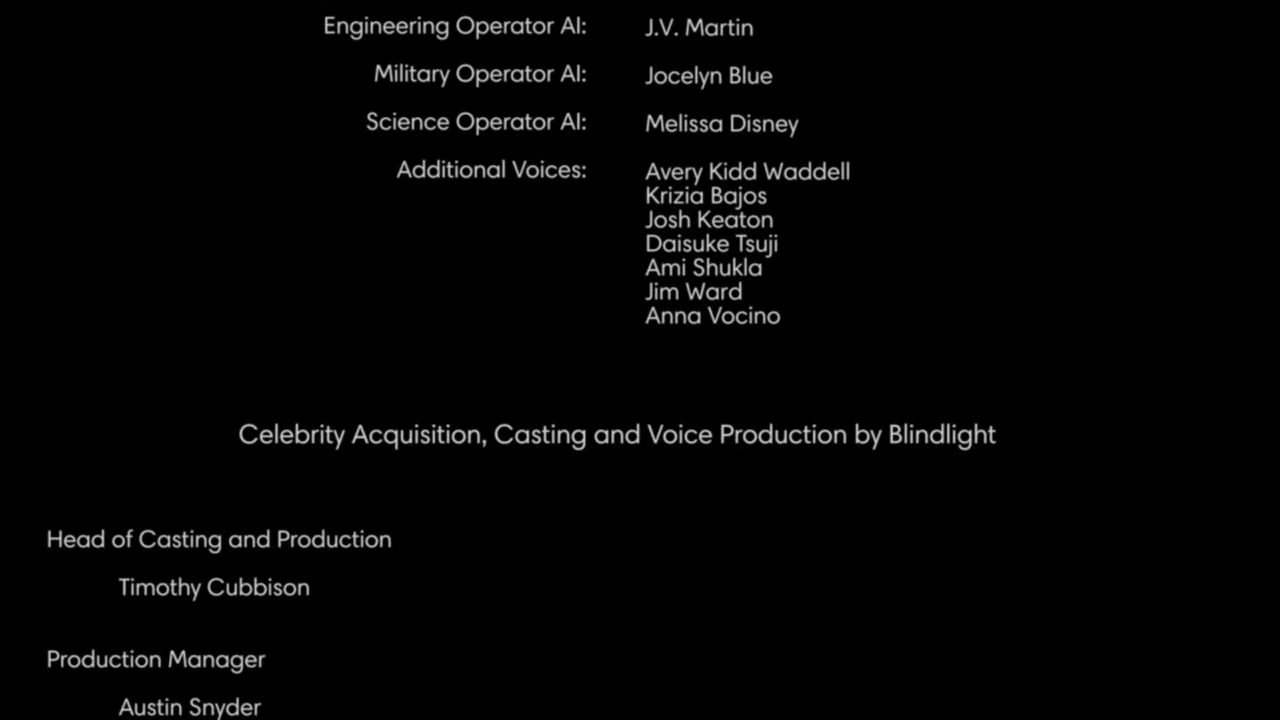 Engineering Operator AI: J.V. Martin
Military Operator AI: Jocelyn Blue
Science Operator AI: Melissa Disney
Additional Voices: Avery Kidd Waddell
Krizia Bajos
Josh Keaton
Daisuke Tsuji
Ami Shukla
Jim Ward
Anna Vocino
Celebrity Acquisition, Casting and Voice Production by Blindlight
Head of Casting and Production
Timothy Cubbison
Production Manager
Austin Snyder